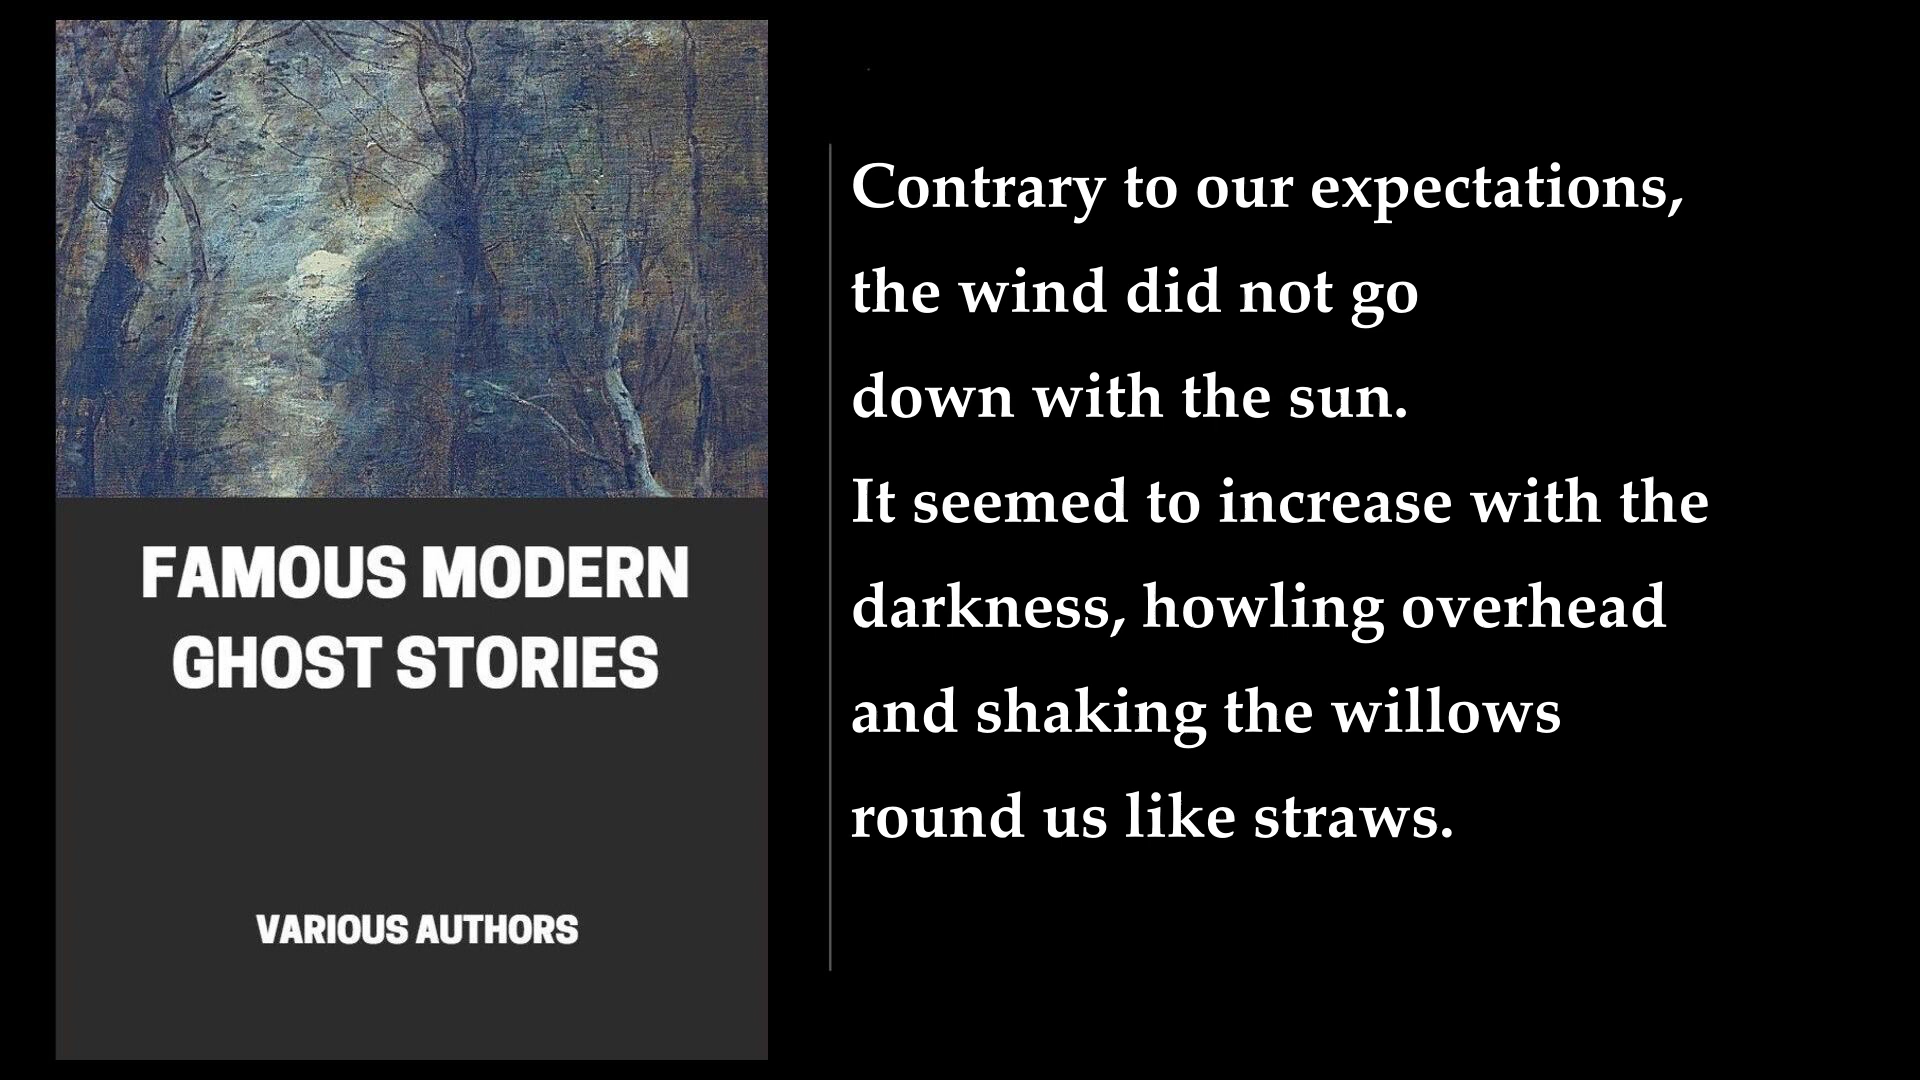 FAMOUS MODERN
GHOST STORIES
VARIOUS AUTHORS
Contrary to our expectations,
the wind did not go
down with the sun.
It seemed to increase with the
darkness, howling overhead
and shaking the willows
round us like straws.